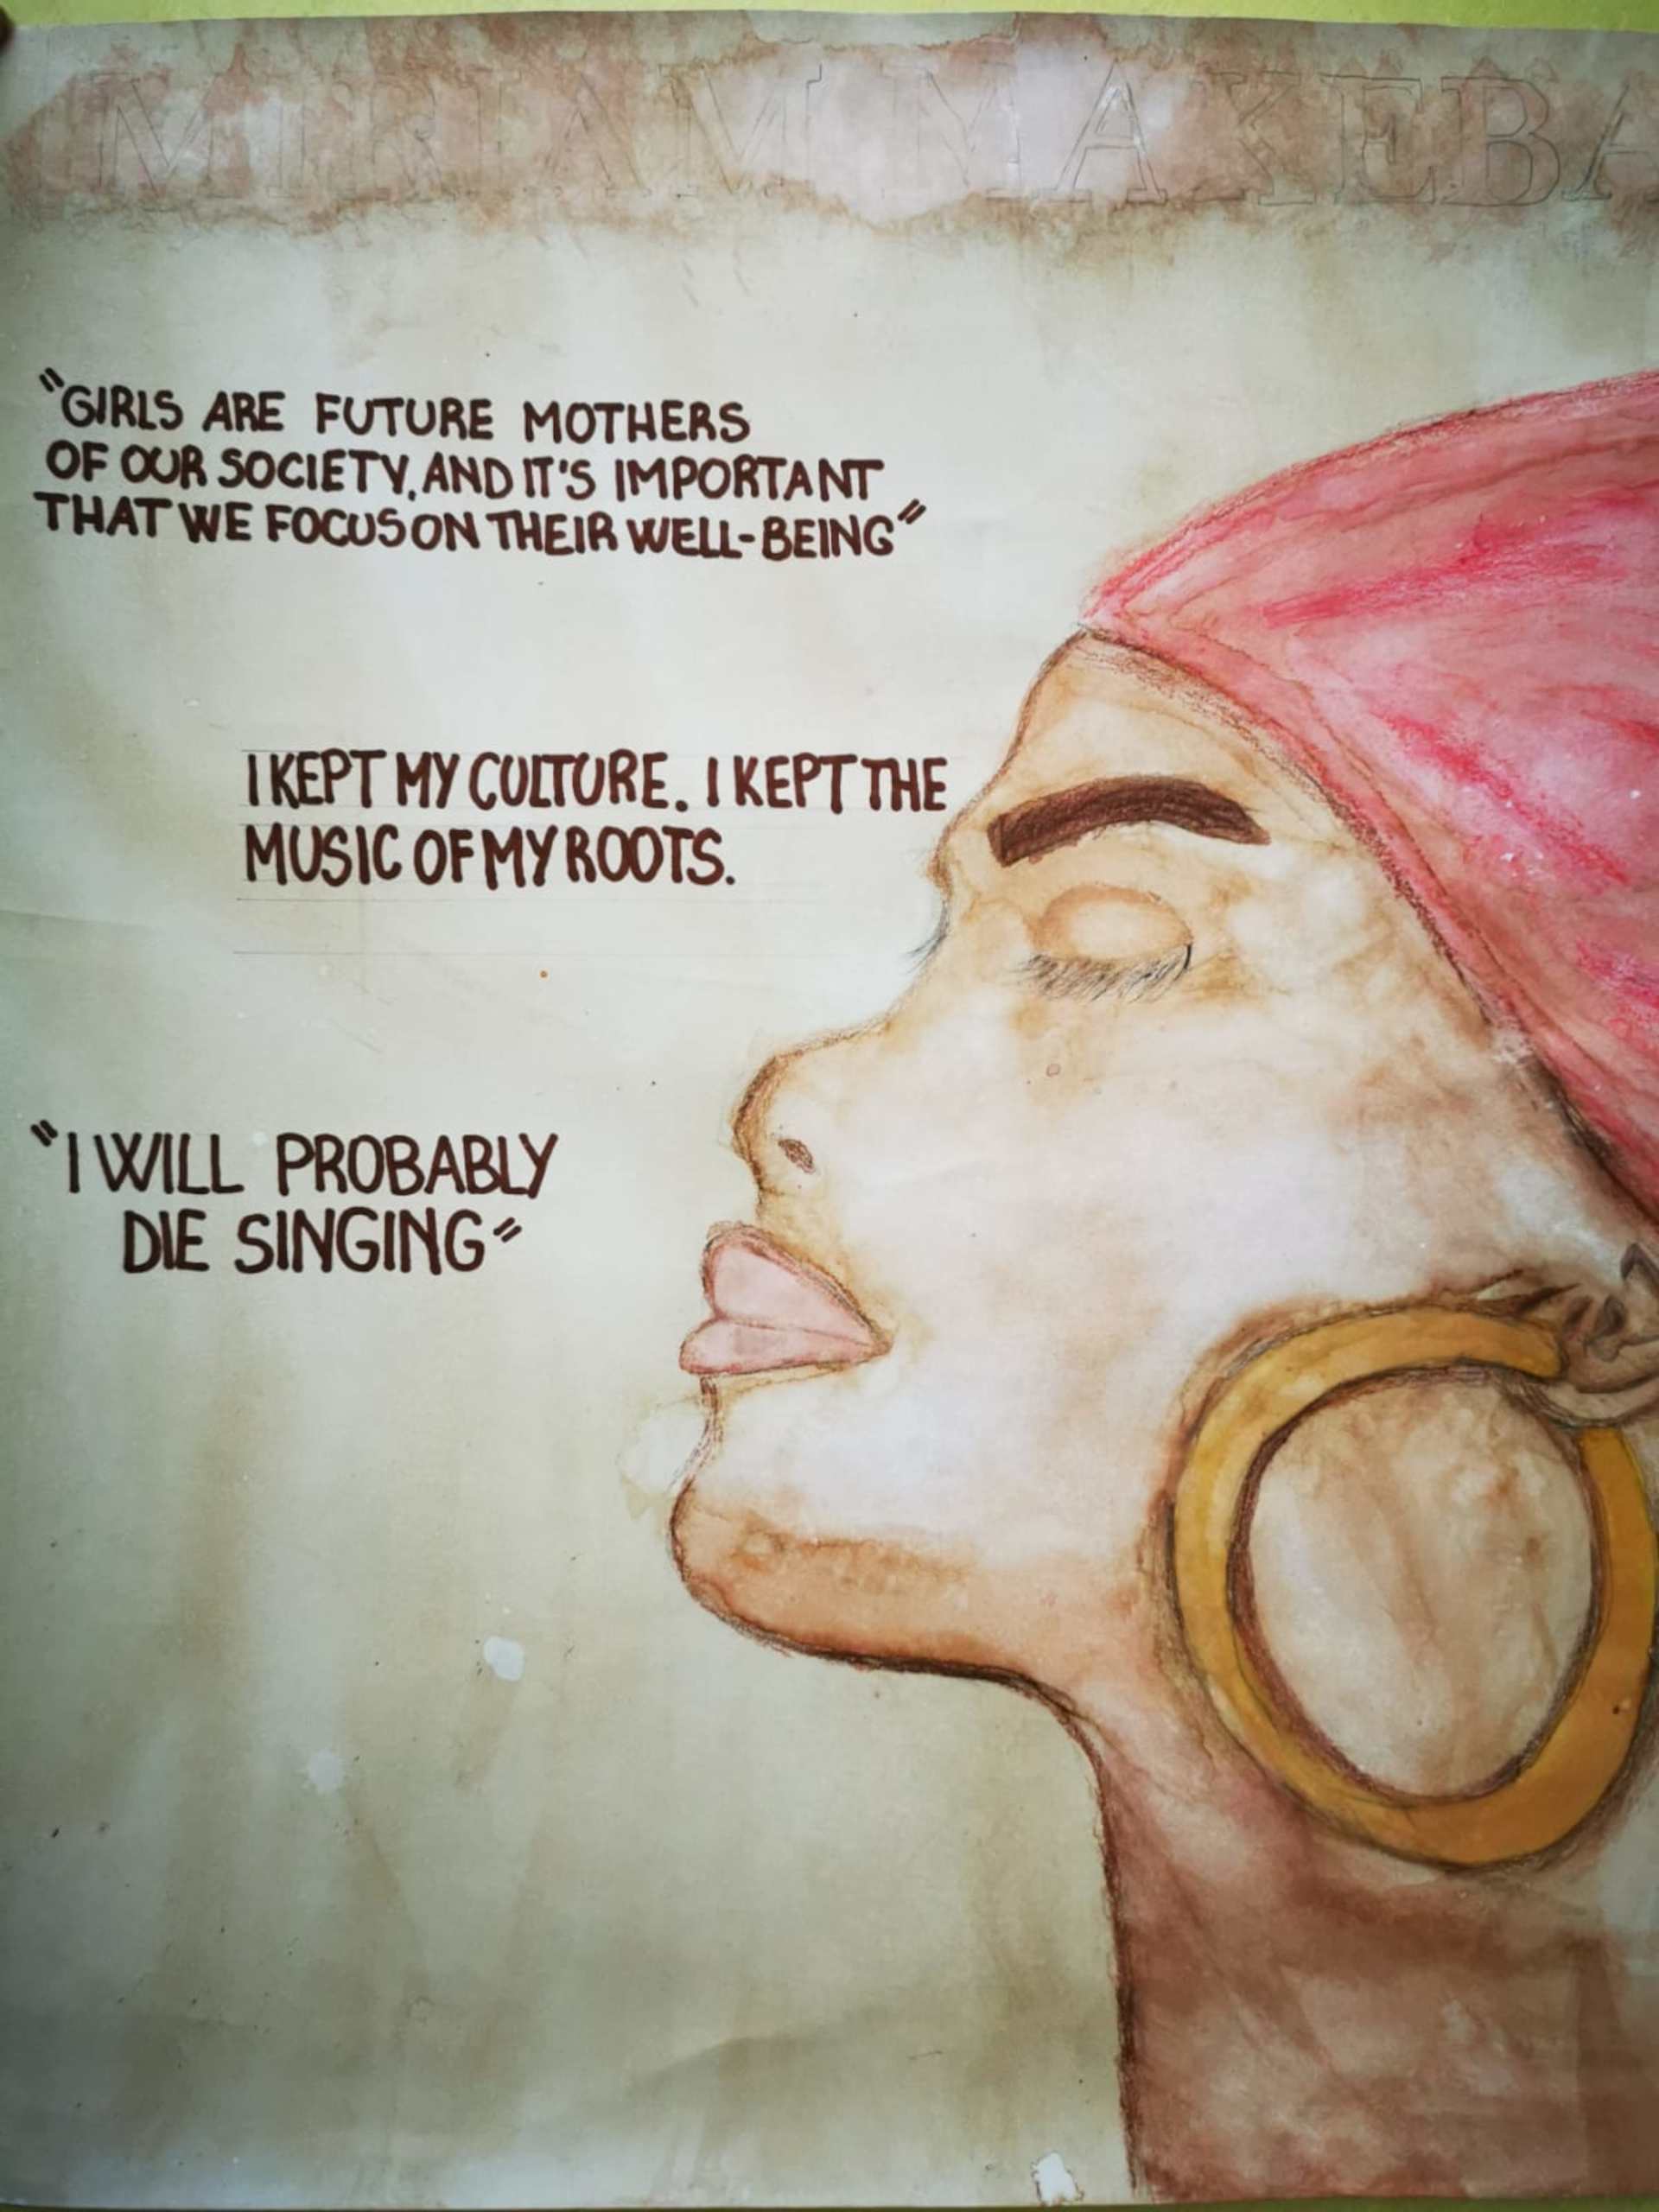 MIRIAM MAKEBA
"GIRLS ARE FUTURE MOTHERS
OF OUR SOCIETY, AND IT'S IMPORTANT
THAT WE FOCUS ON THEIR WELL-BEING"
I KEPT MY CULTURE. I KEPT THE
MUSIC OF MY ROOTS.
"I WILL PROBABLY
DIE SINGING"